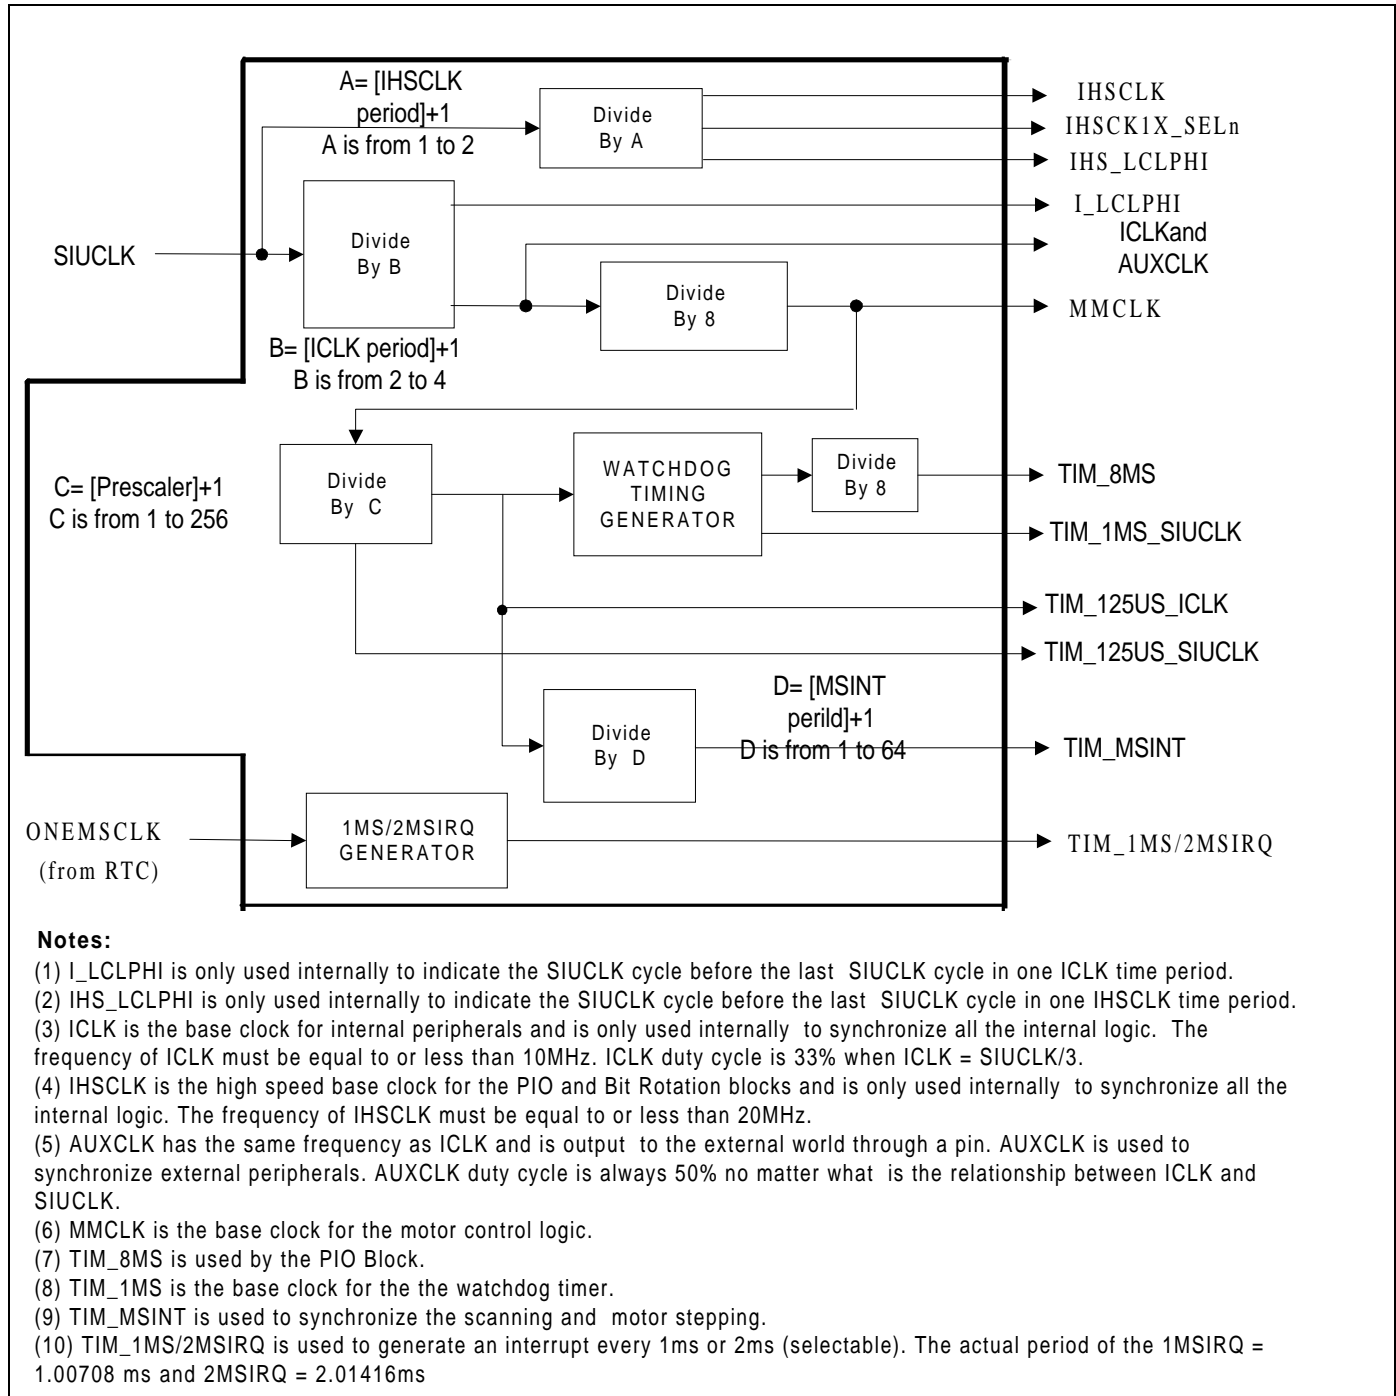 A= [IHSCLK
period]+1
A is from 1 to 2
Divide
By A
IHSCLK
IHSCK1X_SELn
IHS_LCLPHI
I_LCLPHI
ICLKand
AUXCLK
SIUCLK
Divide
By B
Divide
By 8
MMCLK
B= [ICLK period]+1
B is from 2 to 4
C= [Prescaler]+1
C is from 1 to 256
Divide
By C
WATCHDOG
TIMING
GENERATOR
Divide
By 8
TIM_8MS
TIM_1MS_SIUCLK
TIM_125US_ICLK
TIM_125US_SIUCLK
D= [MSINT
perild]+1
D is from 1 to 64
Divide
By D
TIM_MSINT
ONEMSCLK
(from RTC)
1MS/2MSIRQ
GENERATOR
TIM_1MS/2MSIRQ
Notes:
(1) I_LCLPHI is only used internally to indicate the SIUCLK cycle before the last SIUCLK cycle in one ICLK time period.
(2) IHS_LCLPHI is only used internally to indicate the SIUCLK cycle before the last SIUCLK cycle in one IHSCLK time period.
(3) ICLK is the base clock for internal peripherals and is only used internally to synchronize all the internal logic. The
frequency of ICLK must be equal to or less than 10MHz. ICLK duty cycle is 33% when ICLK = SIUCLK/3.
(4) IHSCLK is the high speed base clock for the PIO and Bit Rotation blocks and is only used internally to synchronize all the
internal logic. The frequency of IHSCLK must be equal to or less than 20MHz.
(5) AUXCLK has the same frequency as ICLK and is output to the external world through a pin. AUXCLK is used to
synchronize external peripherals. AUXCLK duty cycle is always 50% no matter what is the relationship between ICLK and
SIUCLK.
(6) MMCLK is the base clock for the motor control logic.
(7) TIM_8MS is used by the PIO Block.
(8) TIM_1MS is the base clock for the the watchdog timer.
(9) TIM_MSINT is used to synchronize the scanning and motor stepping.
(10) TIM_1MS/2MSIRQ is used to generate an interrupt every 1ms or 2ms (selectable). The actual period of the 1MSIRQ =
1.00708 ms and 2MSIRQ = 2.01416ms